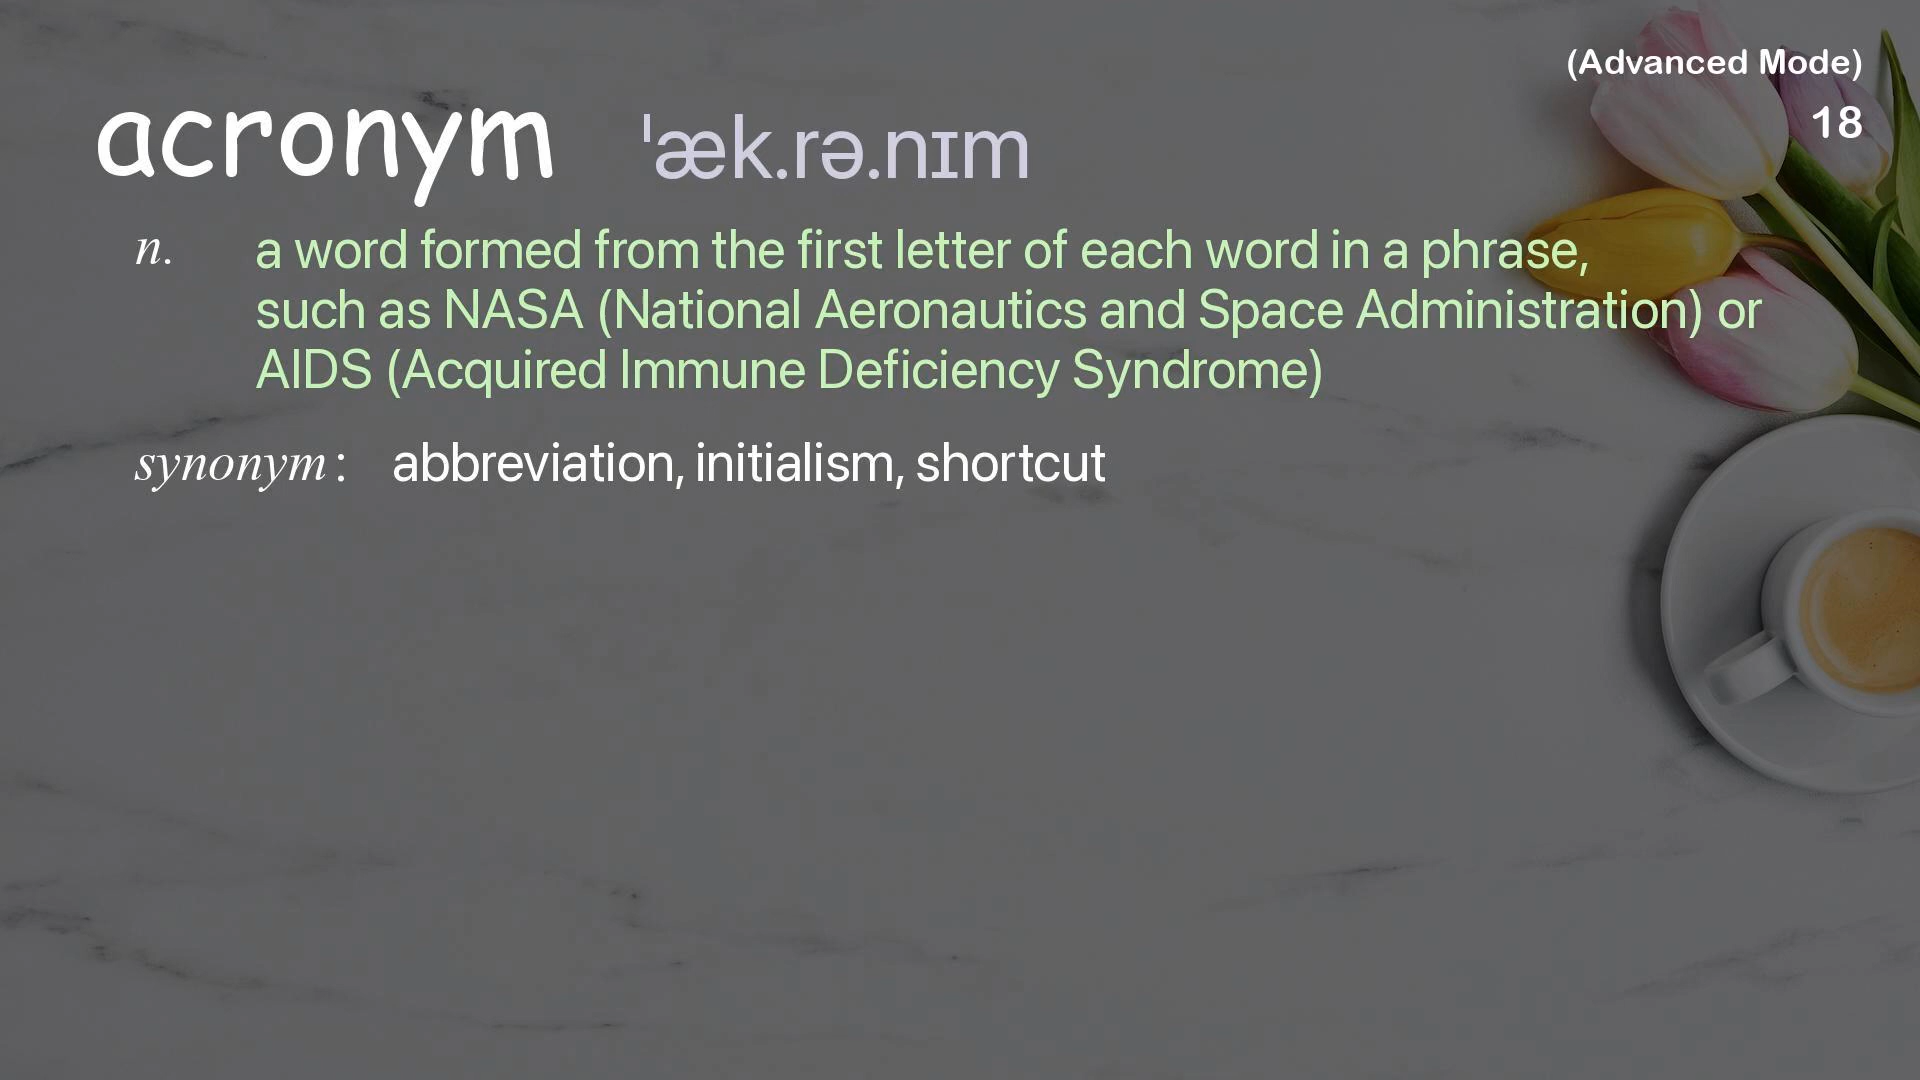 (Advanced Mode)
acronym ˈæk.rə.nɪm
18
n. a word formed from the first letter of each word in a phrase,
such as NASA (National Aeronautics and Space Administration) or
AIDS (Acquired Immune Deficiency Syndrome)
synonym: abbreviation, initialism, shortcut